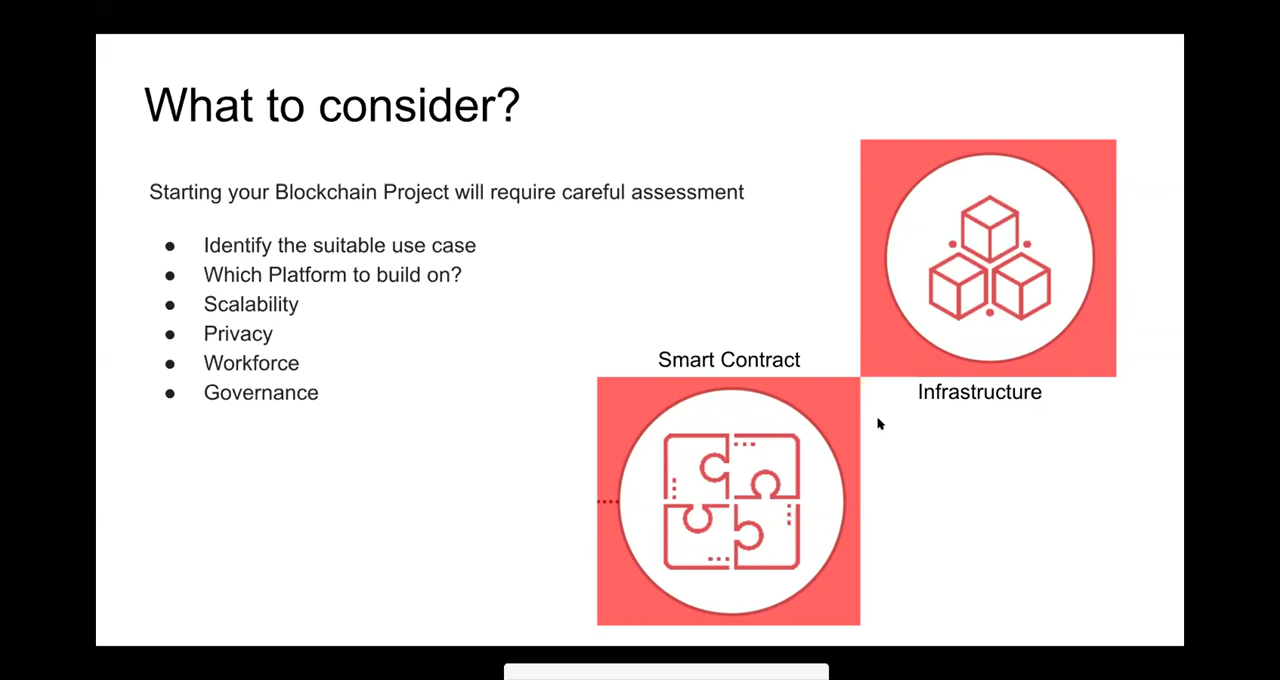 What to consider?
Starting your Blockchain Project will require careful assessment
● Identify the suitable use case
● Which Platform to build on?
● Scalability
● Privacy
● Workforce
● Governance
Smart Contract
Infrastructure